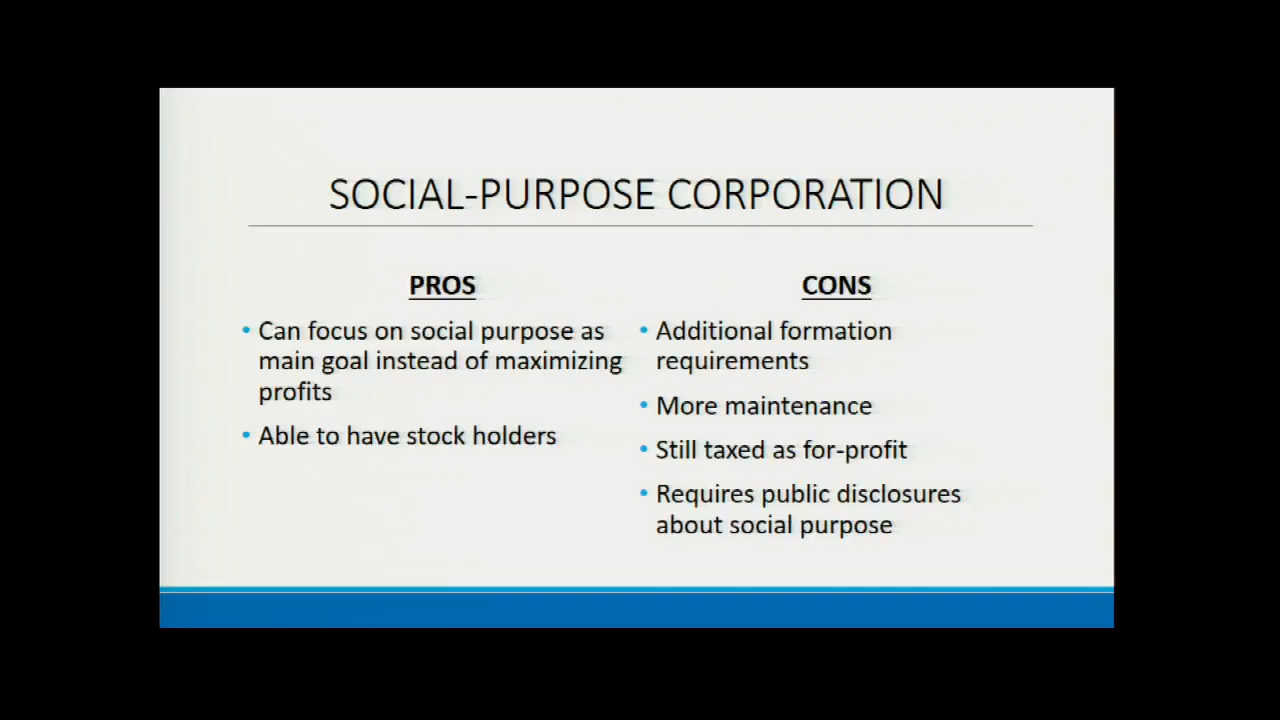 SOCIAL-PURPOSE CORPORATION
PROS
• Can focus on social purpose as
main goal instead of maximizing
profits
• Able to have stock holders
CONS
• Additional formation
requirements
• More maintenance
• Still taxed as for-profit
• Requires public disclosures
about social purpose